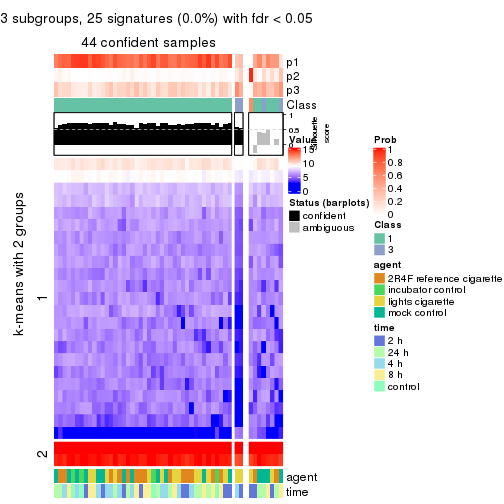 3 subgroups, 25 signatures (0.0%) with fdr < 0.05
44 confident samples
p1
p2
p3
Class
1
0.5
0
Silhouette
score
Value
15
10
5
0
Status (barplots)
confident
ambiguous
Prob
1
0.8
0.6
0.4
0.2
0
Class
1
3
agent
2R4F reference cigarette
incubator control
lights cigarette
mock control
time
2 h
24 h
4 h
8 h
control
k-means with 2 groups
1
2
agent
time